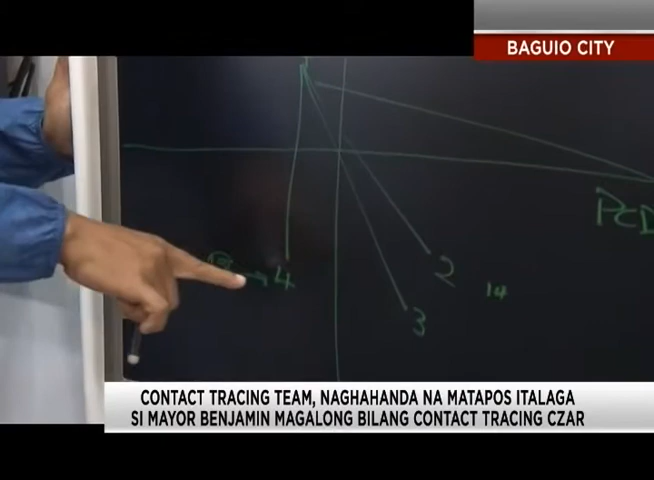 BAGUIO CITY
4
2
14
3
CONTACT TRACING TEAM, NAGHAHANDA NA MATAPOS ITALAGA
SI MAYOR BENJAMIN MAGALONG BILANG CONTACT TRACING CZAR